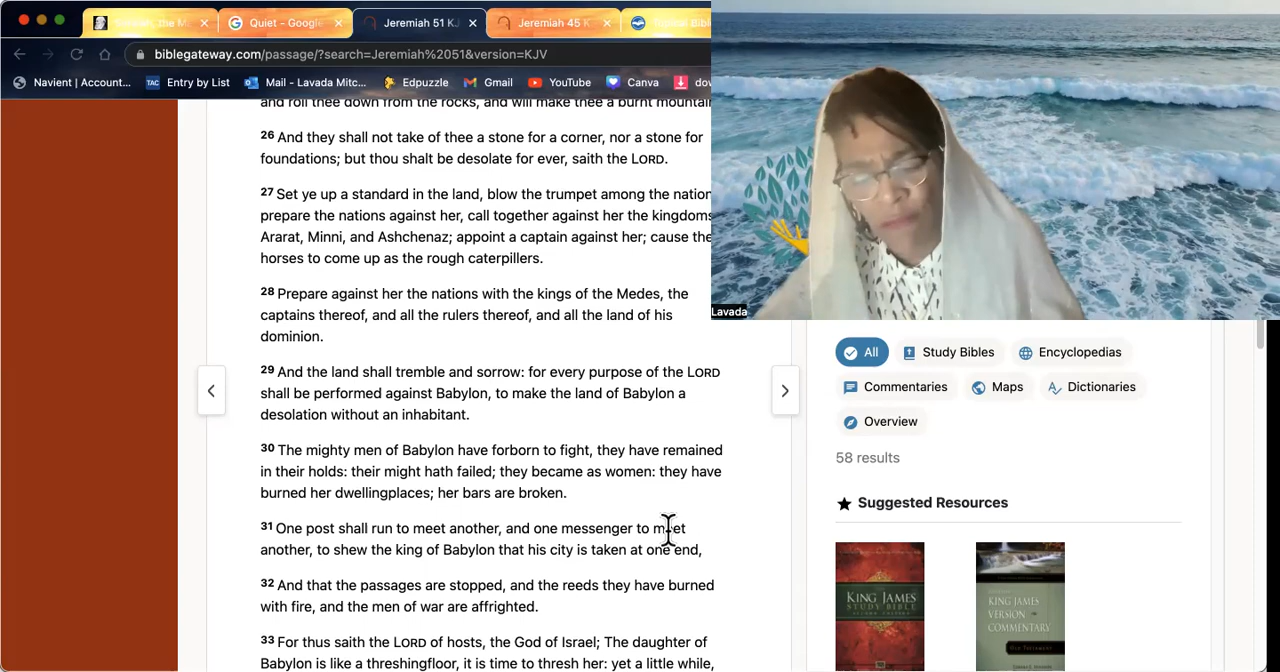 the M
Quiet - Google
Jeremiah 51 KJ
Jeremiah 45 K
biblegateway.com/passage/?search=Jeremiah%2051&version=KJV
Navient | Account...
TAC
Entry by List
Mail - Lavada Mitc...
Edpuzzle
Gmail
YouTube
Canva
dow
and roll thee down from the rocks, and will make thee a burnt mountain
26 And they shall not take of thee a stone for a corner, nor a stone for
foundations; but thou shalt be desolate for ever, saith the LORD.
27 Set ye up a standard in the land, blow the trumpet among the nation
prepare the nations against her, call together against her the kingdoms
Ararat, Minni, and Ashchenaz; appoint a captain against her; cause the
horses to come up as the rough caterpillers.
28 Prepare against her the nations with the kings of the Medes, the
captains thereof, and all the rulers thereof, and all the land of his
dominion.
29 And the land shall tremble and sorrow: for every purpose of the LORD
shall be performed against Babylon, to make the land of Babylon a
desolation without an inhabitant.
30 The mighty men of Babylon have forborn to fight, they have remained
in their holds: their might hath failed; they became as women: they have
burned her dwellingplaces; her bars are broken.
31 One post shall run to meet another, and one messenger to meet
another, to shew the king of Babylon that his city is taken at one end,
32 And that the passages are stopped, and the reeds they have burned
with fire, and the men of war are affrighted.
33 For thus saith the LORD of hosts, the God of Israel; The daughter of
Babylon is like a threshingfloor, it is time to thresh her: yet a little while,
Lavada
All
Study Bibles
Encyclopedias
Commentaries
Maps
Dictionaries
Overview
58 results
Suggested Resources
KING JAMES
STUDY BIBLE
KING JAMES
VERSION
COMMENTARY